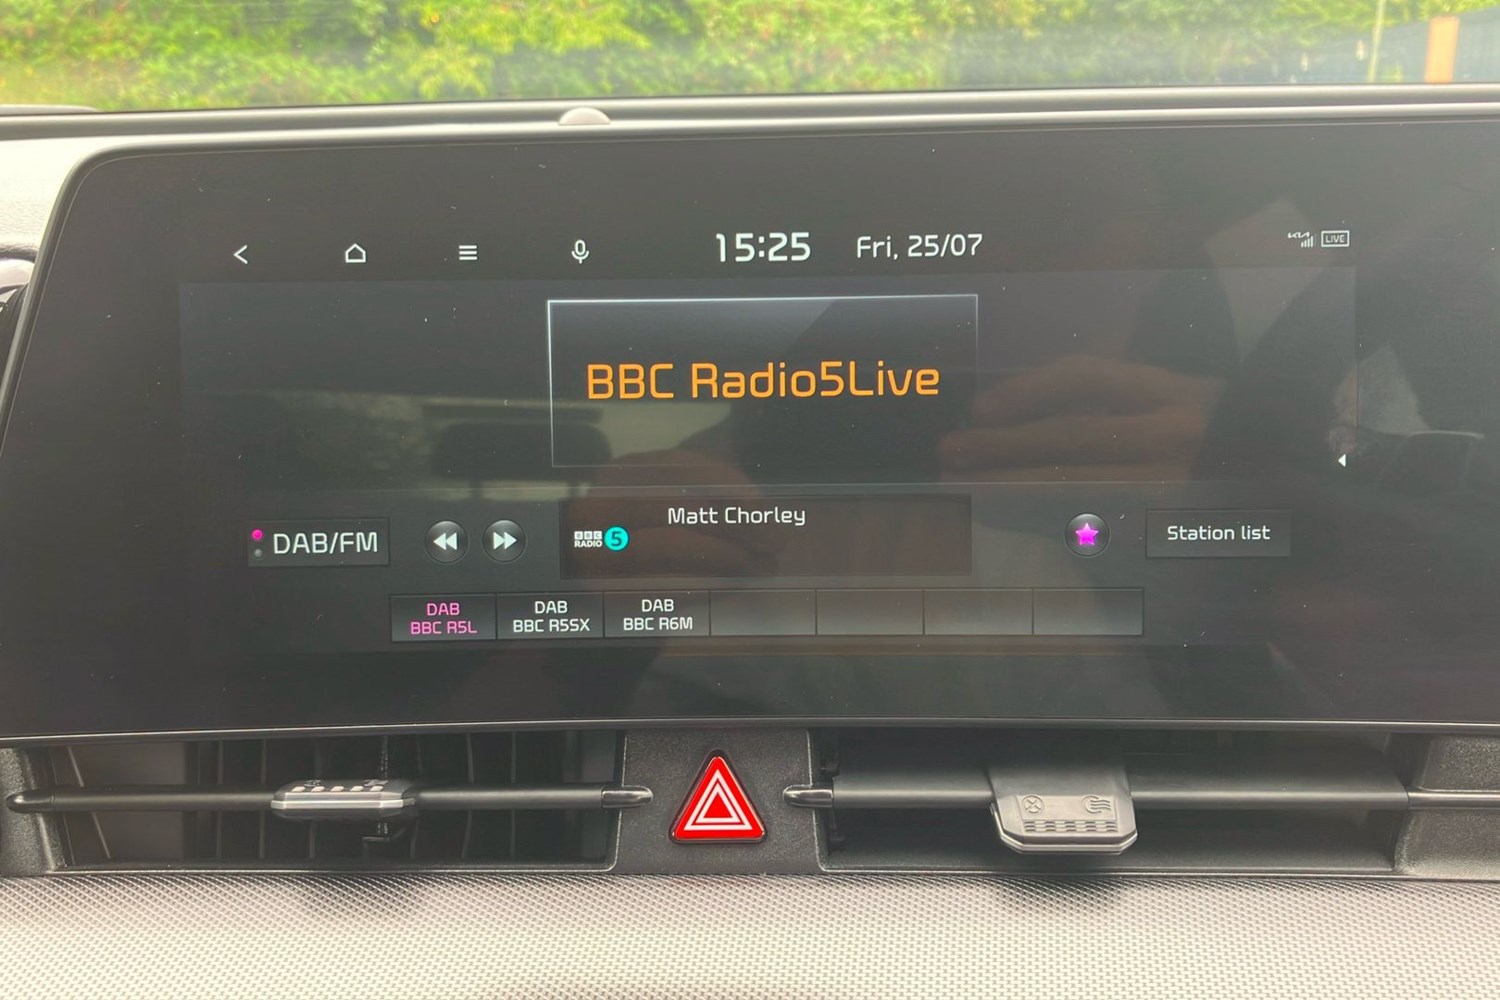 15:25 Fri, 25/07
KIA LIVE
BBC Radio5Live
Matt Chorley
DAB/FM
BBC
RADIO 5
Station list
DAB
BBC R5L
DAB
BBC R5SX
DAB
BBC R6M